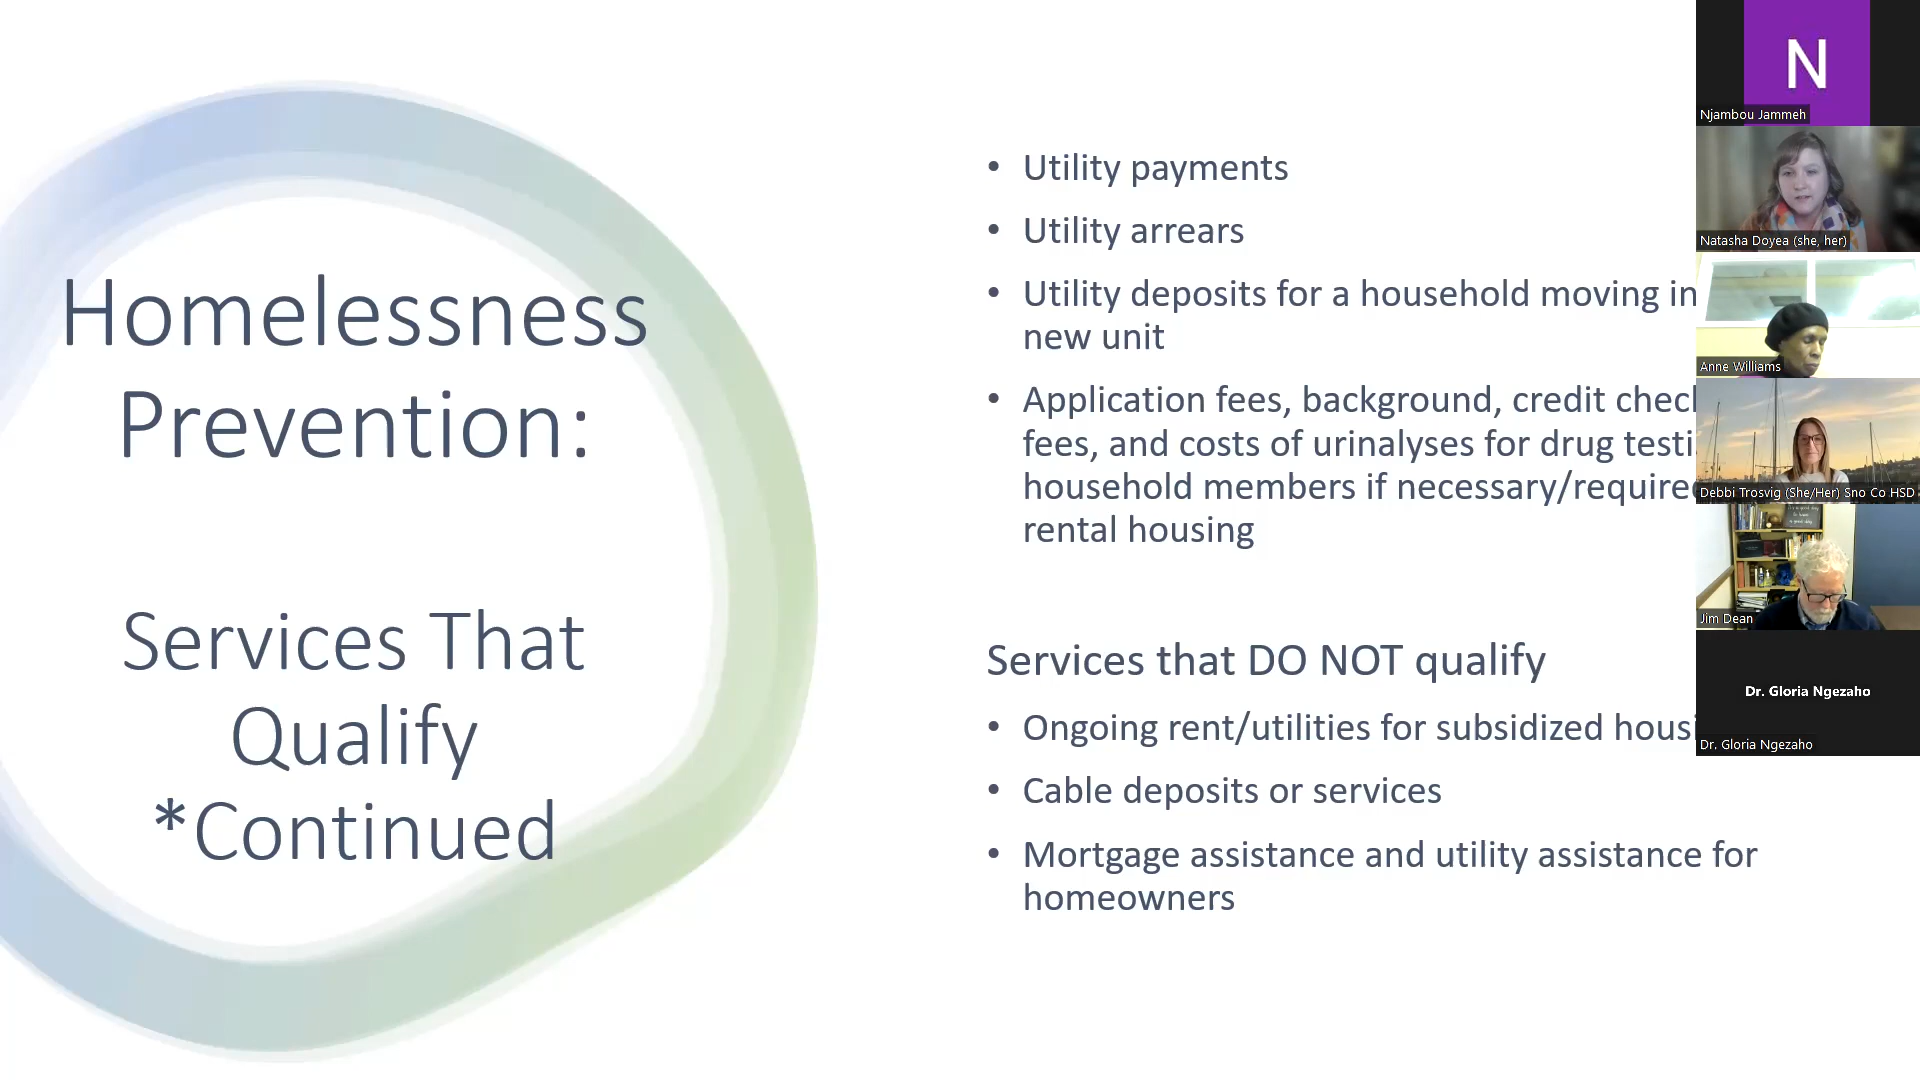 Homelessness
Prevention:
Services That
Qualify
*Continued
• Utility payments
• Utility arrears
• Utility deposits for a household moving in
new unit
• Application fees, background, credit
fees, and costs of urinalyses for drug
household members if necessary/required
rental housing
Services that DO NOT qualify
• Ongoing rent/utilities for subsidized
• Cable deposits or services
• Mortgage assistance and utility assistance for
homeowners
N
Njambou Jammeh
Natasha Doyea (she, her)
Anne Williams
Debbi Trosvig (She/Her) Sno Co HSD
Jim Dean
Dr. Gloria Ngezaho
Dr. Gloria Ngezaho